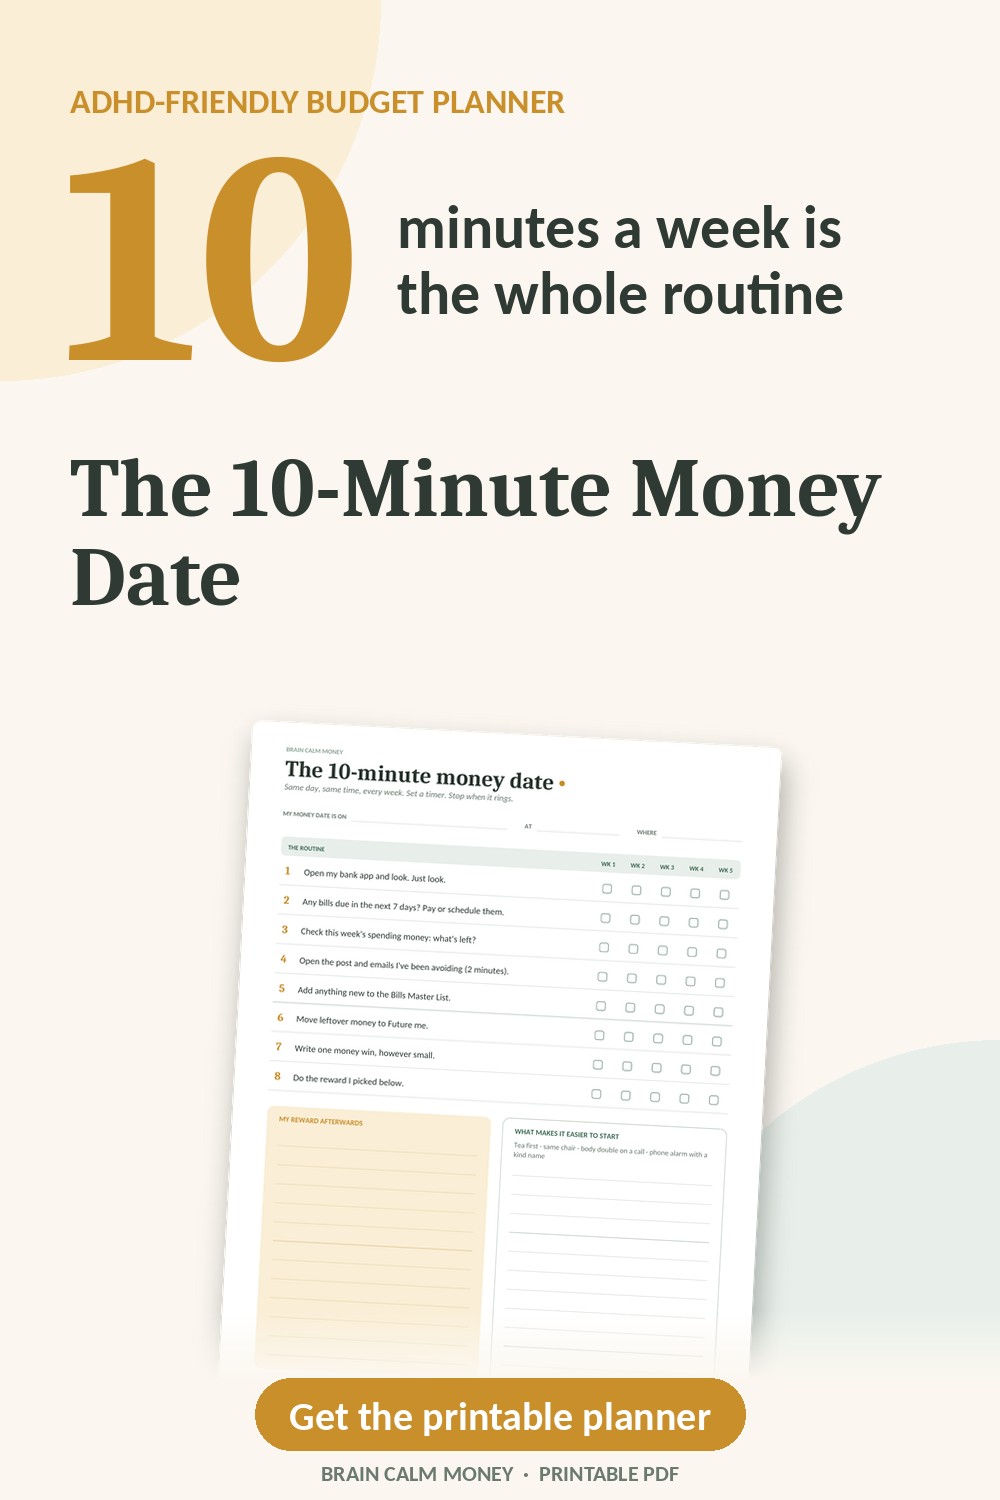 ADHD-FRIENDLY BUDGET PLANNER
10
minutes a week is
the whole routine
The 10-Minute Money
Date
BRAIN CALM MONEY
The 10-minute money date •
Same day, same time, every week. Set a timer. Stop when it rings.
MY MONEY DATE IS ON AT WHERE
THE ROUTINE WK 1 WK 2 WK 3 WK 4 WK 5
1 Open my bank app and look. Just look.
2 Any bills due in the next 7 days? Pay or schedule them.
3 Check this week's spending money: what's left?
4 Open the post and emails I've been avoiding (2 minutes).
5 Add anything new to the Bills Master List.
6 Move leftover money to Future me.
7 Write one money win, however small.
8 Do the reward I picked below.
MY REWARD AFTERWARDS
WHAT MAKES IT EASIER TO START
Tea first - same chair - body double on a call - phone alarm with a
kind name
Get the printable planner
BRAIN CALM MONEY · PRINTABLE PDF